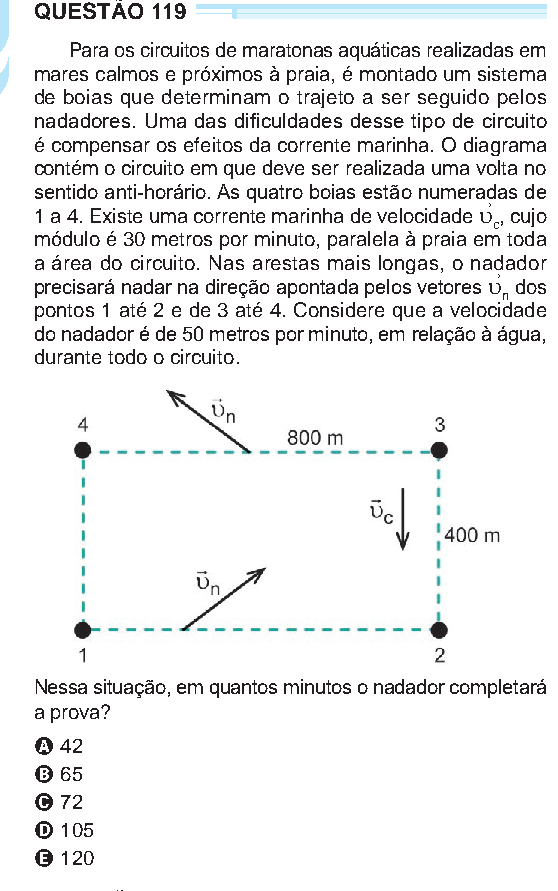 QUESTÃO 119
Para os circuitos de maratonas aquáticas realizadas em
mares calmos e próximos à praia, é montado um sistema
de boias que determinam o trajeto a ser seguido pelos
nadadores. Uma das dificuldades desse tipo de circuito
é compensar os efeitos da corrente marinha. O diagrama
contém o circuito em que deve ser realizada uma volta no
sentido anti-horário. As quatro boias estão numeradas de
1 a 4. Existe uma corrente marinha de velocidade υ⃗c, cujo
módulo é 30 metros por minuto, paralela à praia em toda
a área do circuito. Nas arestas mais longas, o nadador
precisará nadar na direção apontada pelos vetores υ⃗n dos
pontos 1 até 2 e de 3 até 4. Considere que a velocidade
do nadador é de 50 metros por minuto, em relação à água,
durante todo o circuito.
υ⃗n
4
800 m
3
υ⃗c
400 m
υ⃗n
1
2
Nessa situação, em quantos minutos o nadador completará
a prova?
A 42
B 65
C 72
D 105
E 120